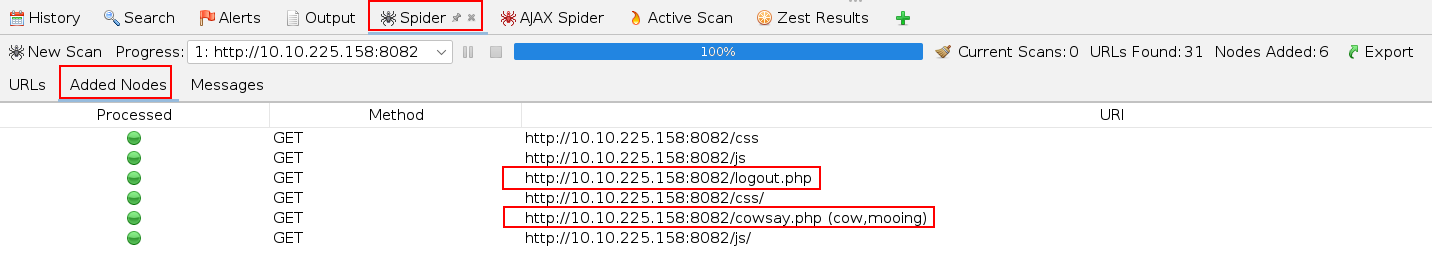 History Search Alerts Output Spider AJAX Spider Active Scan Zest Results
New Scan Progress: 1: http://10.10.225.158:8082 100% Current Scans: 0 URLs Found: 31 Nodes Added: 6 Export
URLs Added Nodes Messages
Processed Method URI
GET http://10.10.225.158:8082/css
GET http://10.10.225.158:8082/js
GET http://10.10.225.158:8082/logout.php
GET http://10.10.225.158:8082/css/
GET http://10.10.225.158:8082/cowsay.php (cow,mooing)
GET http://10.10.225.158:8082/js/